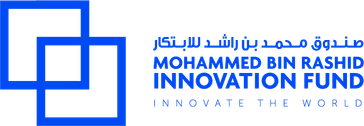 صندوق محمد بن راشد للابتكار
MOHAMMED BIN RASHID
INNOVATION FUND
INNOVATE THE WORLD